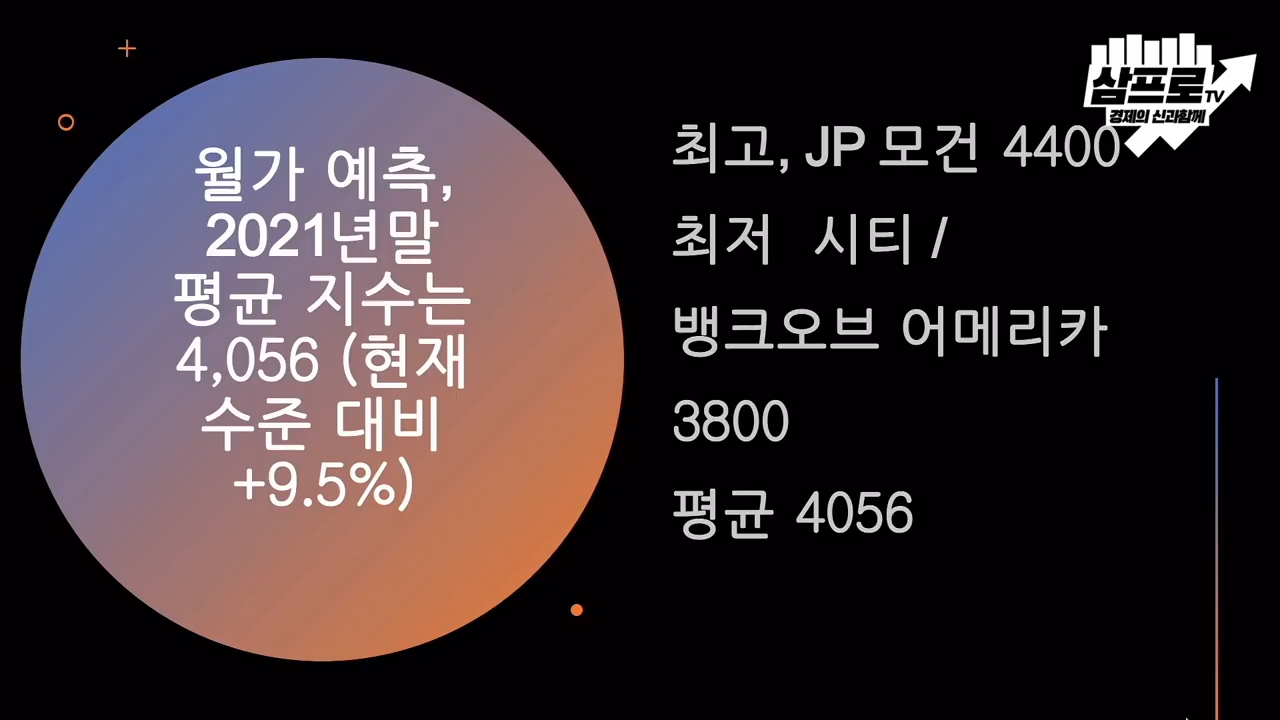 월가 예측,
2021년말
평균 지수는
4,056 (현재
수준 대비
+9.5%)
삼프로TV
경제의 신과함께
최고, JP 모건 4400
최저 시티 /
뱅크오브 어메리카
3800
평균 4056